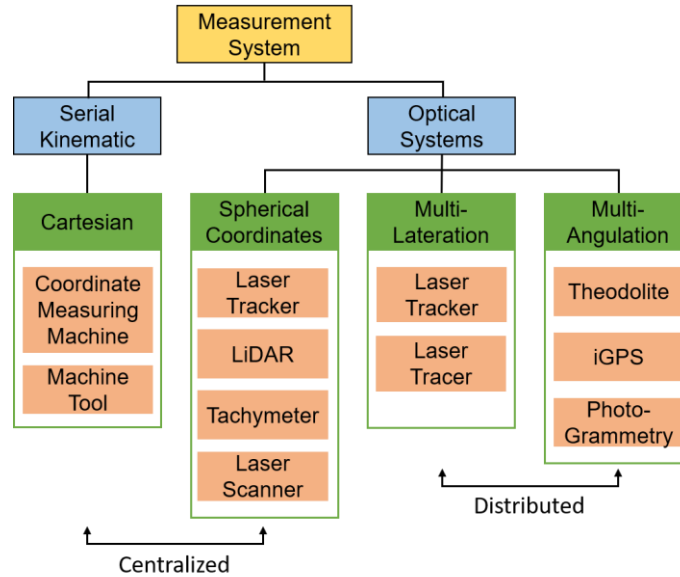 Measurement
System
Serial
Kinematic
Optical
Systems
Cartesian
Spherical
Coordinates
Multi-
Lateration
Multi-
Angulation
Coordinate
Measuring
Machine
Machine
Tool
Laser
Tracker
LiDAR
Tachymeter
Laser
Scanner
Laser
Tracker
Laser
Tracer
Theodolite
iGPS
Photo-
Grammetry
Centralized
Distributed